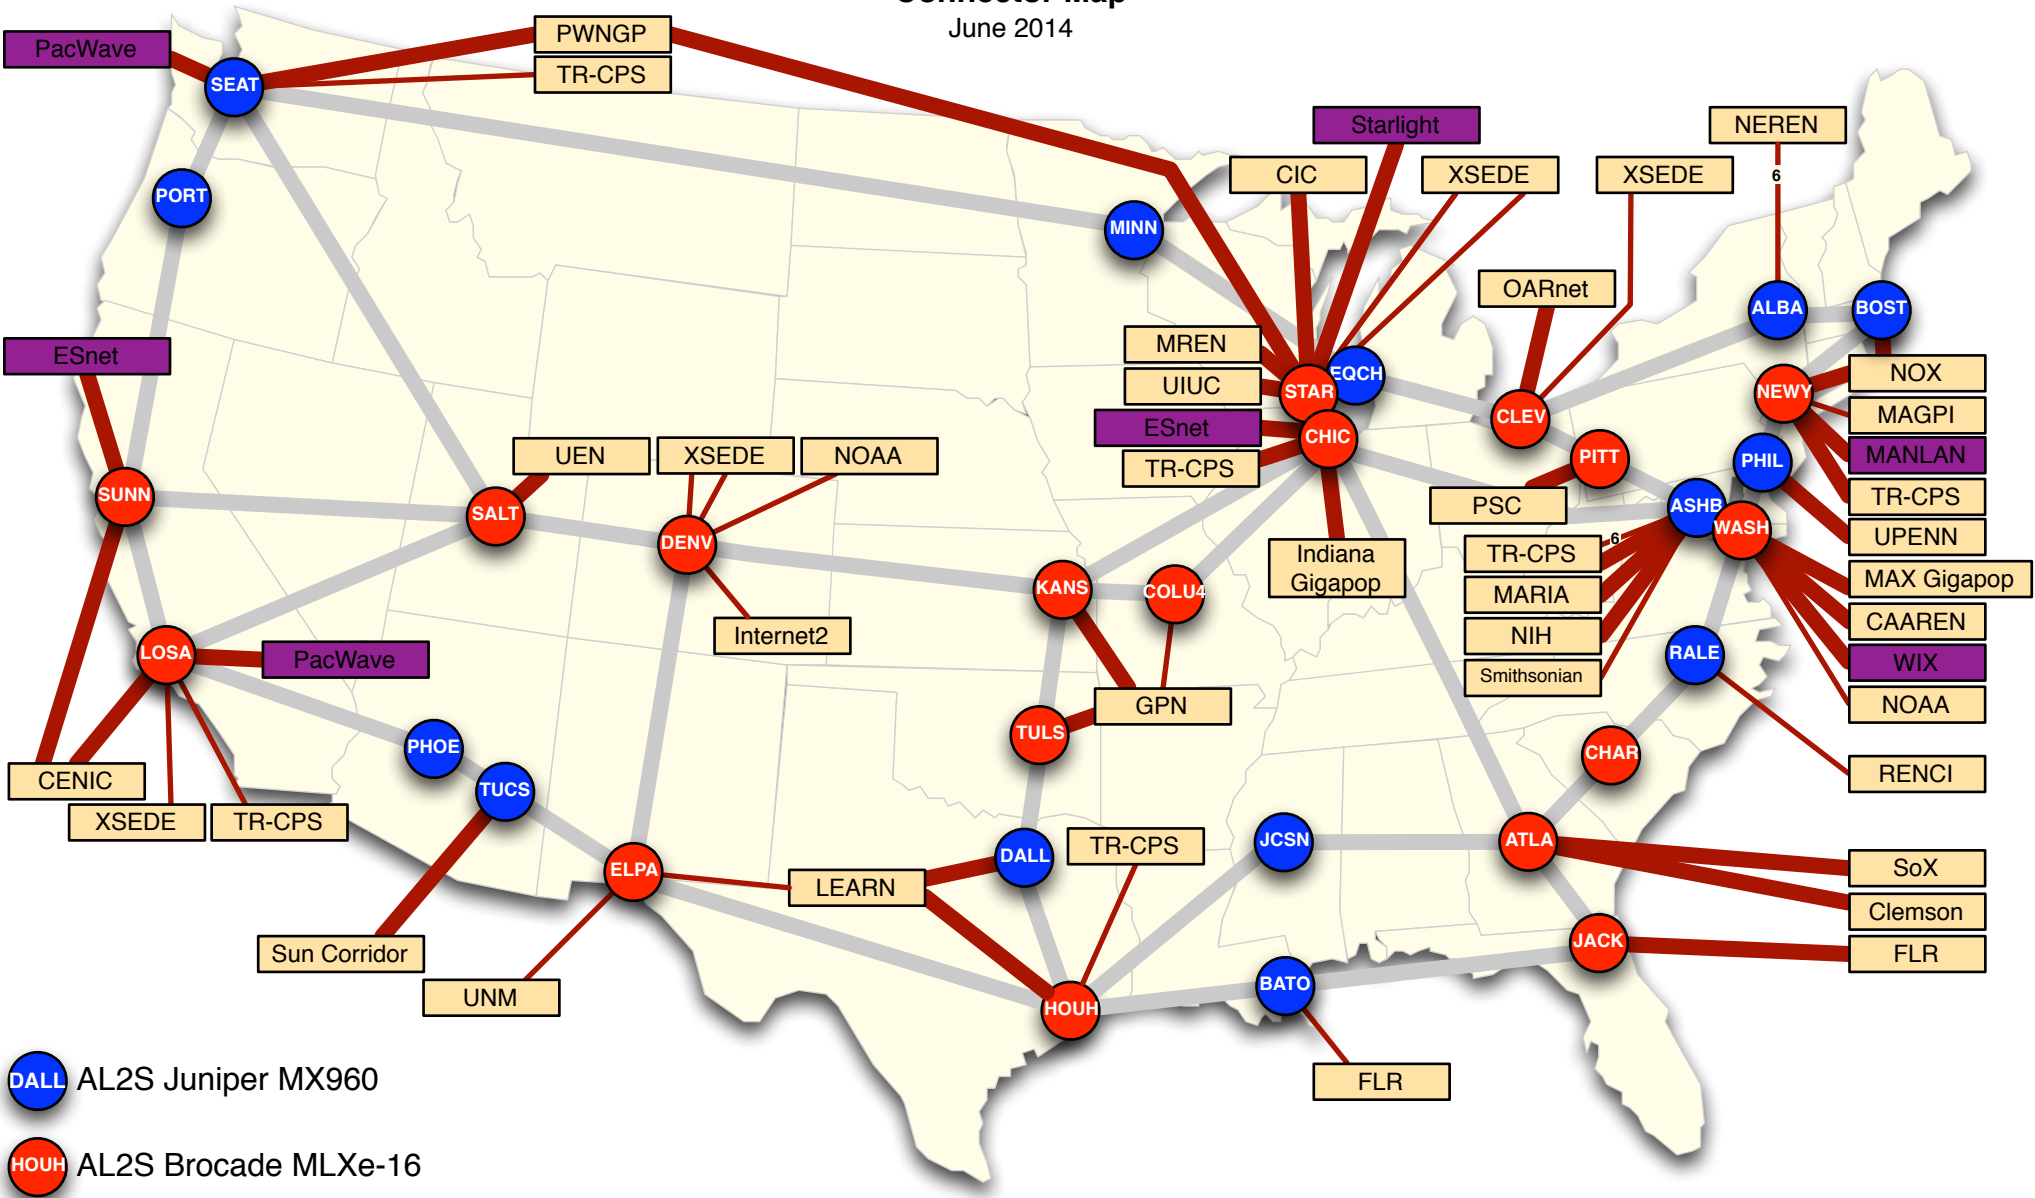 Connector Map
June 2014
PacWave
PWNGP
TR-CPS
SEAT
Starlight
NEREN
CIC
XSEDE
XSEDE
6
PORT
MINN
OARnet
ALBA
BOST
ESnet
MREN
UIUC
ESnet
TR-CPS
STAR
EQCH
CHIC
CLEV
NEWY
NOX
MAGPI
MANLAN
TR-CPS
UPENN
PITT
PHIL
PSC
ASHB
WASH
SUNN
SALT
UEN
XSEDE
NOAA
DENV
Internet2
KANS
COLU4
Indiana
Gigapop
6
TR-CPS
MARIA
NIH
Smithsonian
MAX Gigapop
CAAREN
WIX
NOAA
LOSA
PacWave
GPN
RALE
TULS
PHOE
CHAR
RENCI
CENIC
XSEDE
TR-CPS
TUCS
DALL
TR-CPS
JCSN
ATLA
ELPA
LEARN
SoX
Clemson
FLR
JACK
Sun Corridor
UNM
HOUH
BATO
FLR
DALL AL2S Juniper MX960
HOUH AL2S Brocade MLXe-16